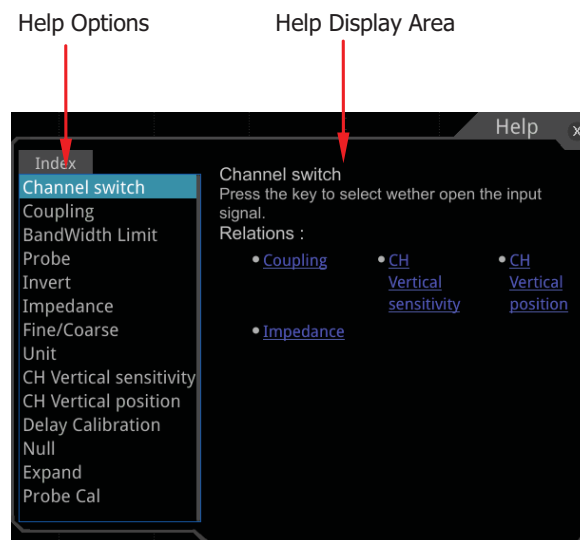 Help Options
Help Display Area
Help
x
Index
Channel switch
Coupling
BandWidth Limit
Probe
Invert
Impedance
Fine/Coarse
Unit
CH Vertical sensitivity
CH Vertical position
Delay Calibration
Null
Expand
Probe Cal
Channel switch
Press the key to select wether open the input
signal.
Relations :
• Coupling
• CH
Vertical
sensitivity
• CH
Vertical
position
• Impedance